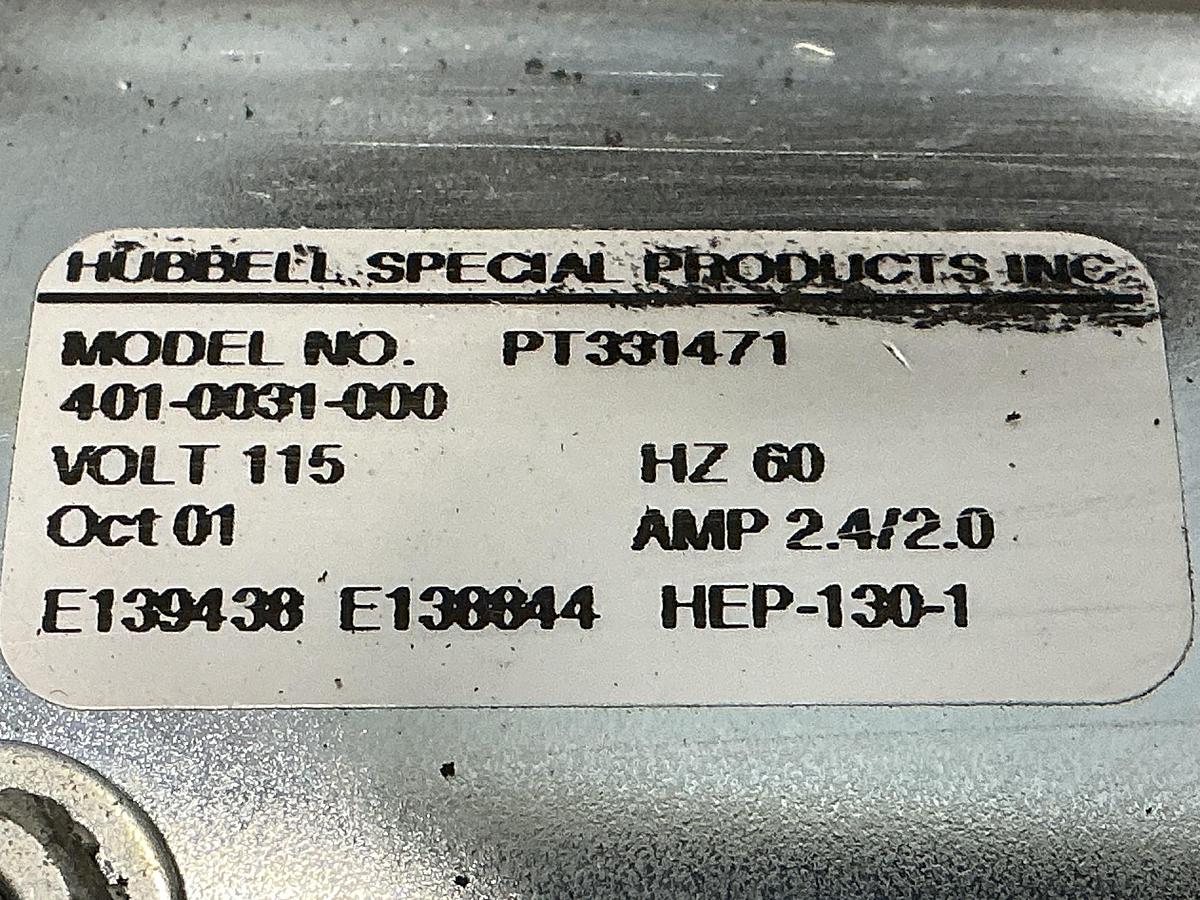 HUBBELL SPECIAL PRODUCTS INC
MODEL NO. PT331471
401-0031-000
VOLT 115 HZ 60
Oct 01 AMP 2.4/2.0
E139438 E138844 HEP-130-1